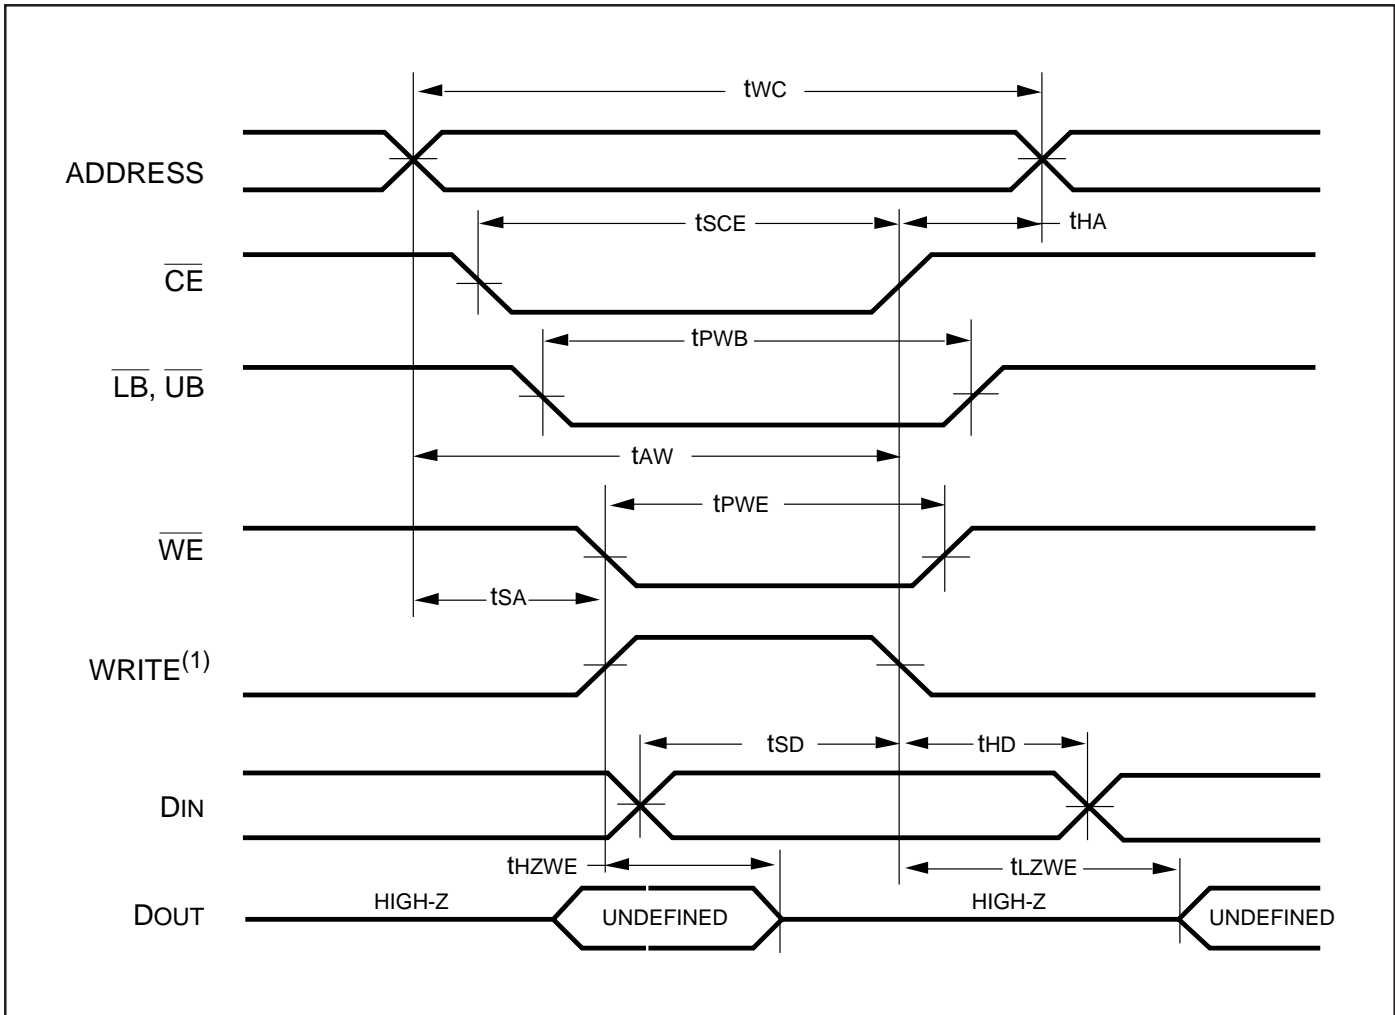 tWC
ADDRESS
tSCE
tHA
CE
tPWB
LB, UB
tAW
tPWE
WE
tSA
WRITE(1)
tSD
tHD
DIN
tHZWE
tLZWE
DOUT
HIGH-Z
UNDEFINED
HIGH-Z
UNDEFINED